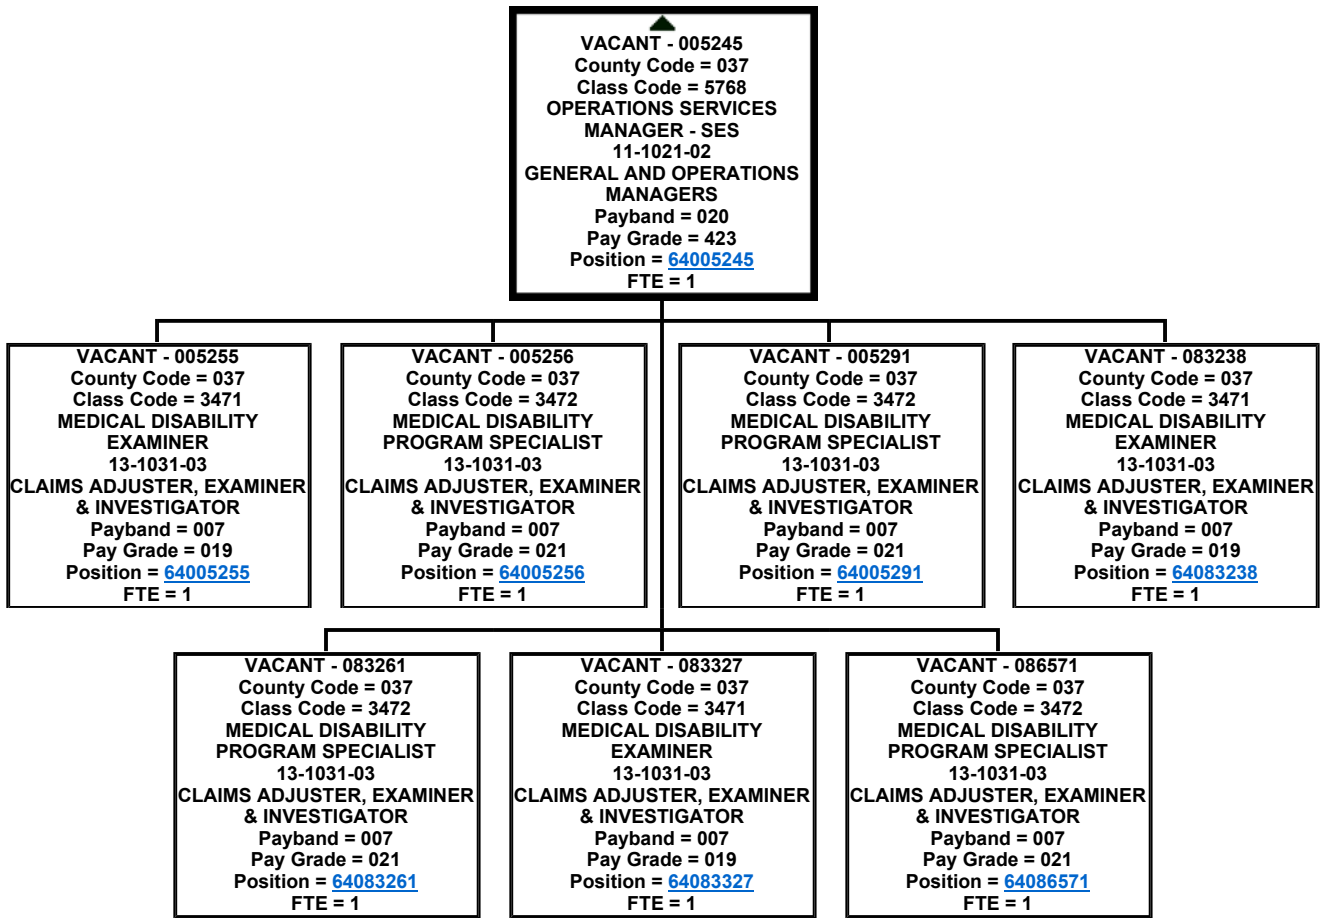 VACANT - 005245
County Code = 037
Class Code = 5768
OPERATIONS SERVICES
MANAGER - SES
11-1021-02
GENERAL AND OPERATIONS
MANAGERS
Payband = 020
Pay Grade = 423
Position = 64005245
FTE = 1
VACANT - 005255
County Code = 037
Class Code = 3471
MEDICAL DISABILITY
EXAMINER
13-1031-03
CLAIMS ADJUSTER, EXAMINER
& INVESTIGATOR
Payband = 007
Pay Grade = 019
Position = 64005255
FTE = 1
VACANT - 005256
County Code = 037
Class Code = 3472
MEDICAL DISABILITY
PROGRAM SPECIALIST
13-1031-03
CLAIMS ADJUSTER, EXAMINER
& INVESTIGATOR
Payband = 007
Pay Grade = 021
Position = 64005256
FTE = 1
VACANT - 005291
County Code = 037
Class Code = 3472
MEDICAL DISABILITY
PROGRAM SPECIALIST
13-1031-03
CLAIMS ADJUSTER, EXAMINER
& INVESTIGATOR
Payband = 007
Pay Grade = 021
Position = 64005291
FTE = 1
VACANT - 083238
County Code = 037
Class Code = 3471
MEDICAL DISABILITY
EXAMINER
13-1031-03
CLAIMS ADJUSTER, EXAMINER
& INVESTIGATOR
Payband = 007
Pay Grade = 019
Position = 64083238
FTE = 1
VACANT - 083261
County Code = 037
Class Code = 3472
MEDICAL DISABILITY
PROGRAM SPECIALIST
13-1031-03
CLAIMS ADJUSTER, EXAMINER
& INVESTIGATOR
Payband = 007
Pay Grade = 021
Position = 64083261
FTE = 1
VACANT - 083327
County Code = 037
Class Code = 3471
MEDICAL DISABILITY
EXAMINER
13-1031-03
CLAIMS ADJUSTER, EXAMINER
& INVESTIGATOR
Payband = 007
Pay Grade = 019
Position = 64083327
FTE = 1
VACANT - 086571
County Code = 037
Class Code = 3472
MEDICAL DISABILITY
PROGRAM SPECIALIST
13-1031-03
CLAIMS ADJUSTER, EXAMINER
& INVESTIGATOR
Payband = 007
Pay Grade = 021
Position = 64086571
FTE = 1